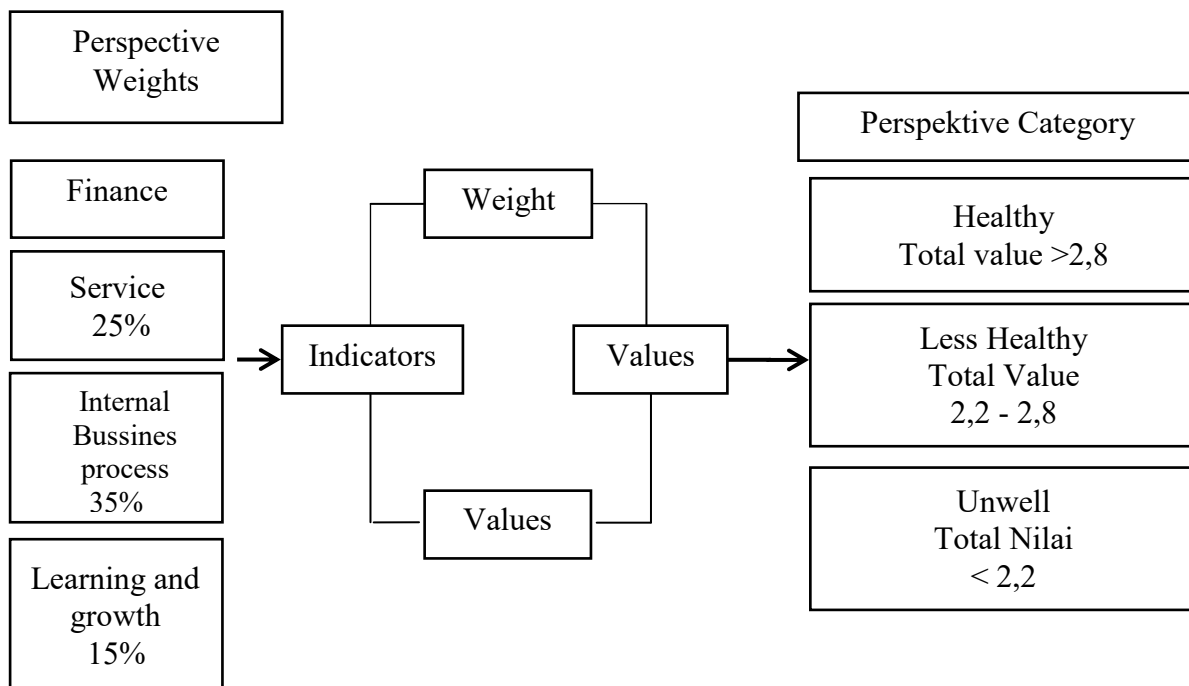 Perspective
Weights
Finance
Service
25%
Internal
Bussines
process
35%
Learning and
growth
15%
Indicators
Weight
Values
Values
Perspektive Category
Healthy
Total value >2,8
Less Healthy
Total Value
2,2 - 2,8
Unwell
Total Nilai
< 2,2